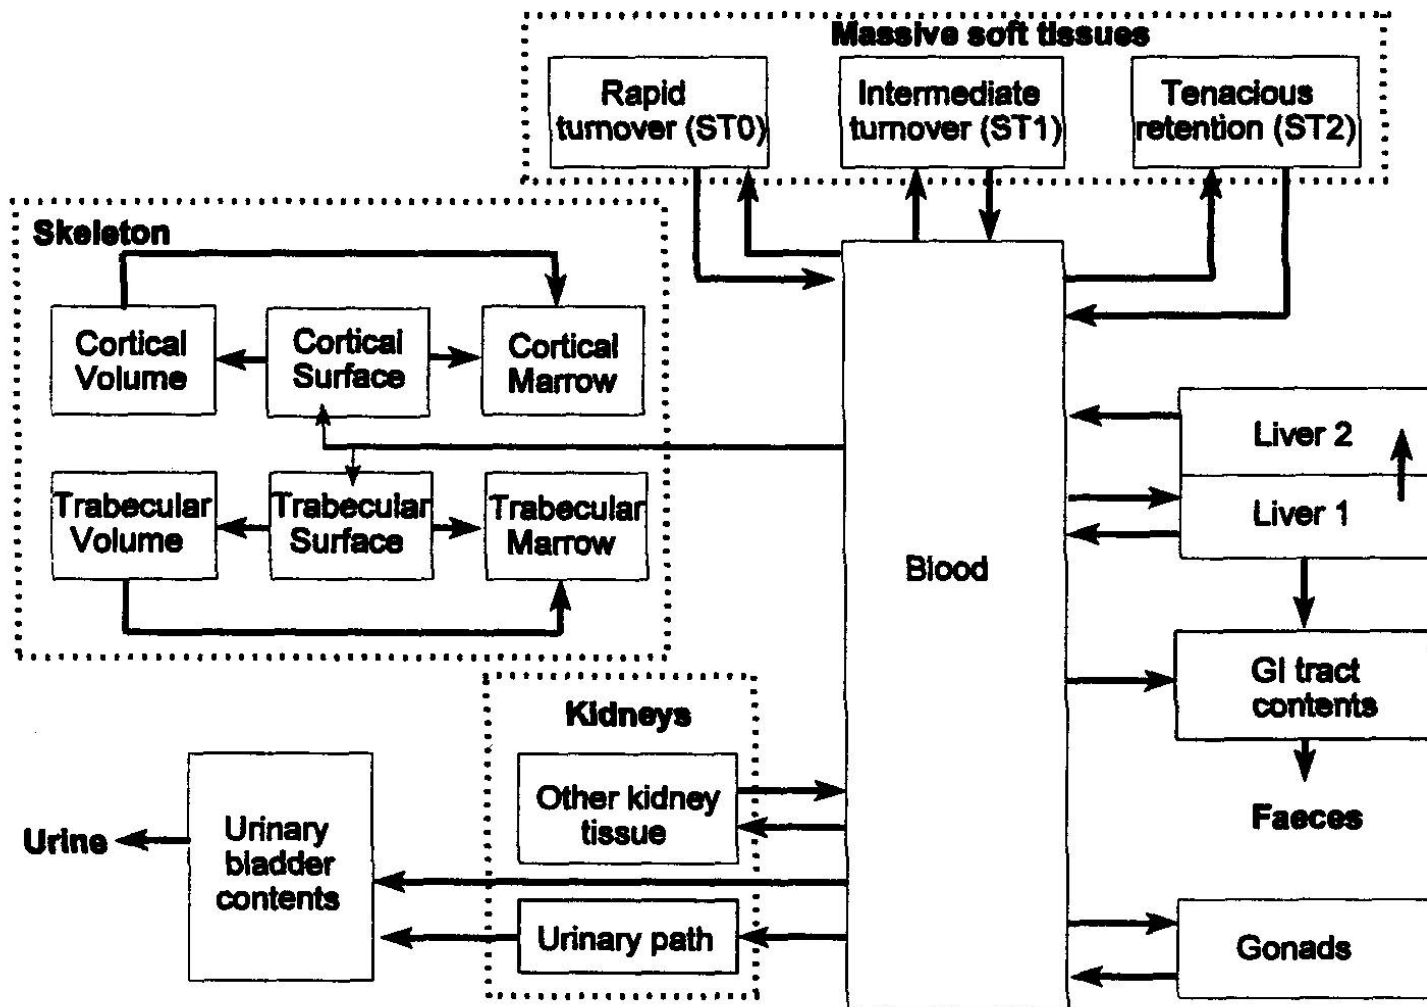 Massive soft tissues
Rapid
turnover (ST0)
Intermediate
turnover (ST1)
Tenacious
retention (ST2)
Skeleton
Cortical
Volume
Cortical
Surface
Cortical
Marrow
Trabecular
Volume
Trabecular
Surface
Trabecular
Marrow
Blood
Liver 2
Liver 1
GI tract
contents
Faeces
Gonads
Kidneys
Other kidney
tissue
Urinary path
Urinary
bladder
contents
Urine